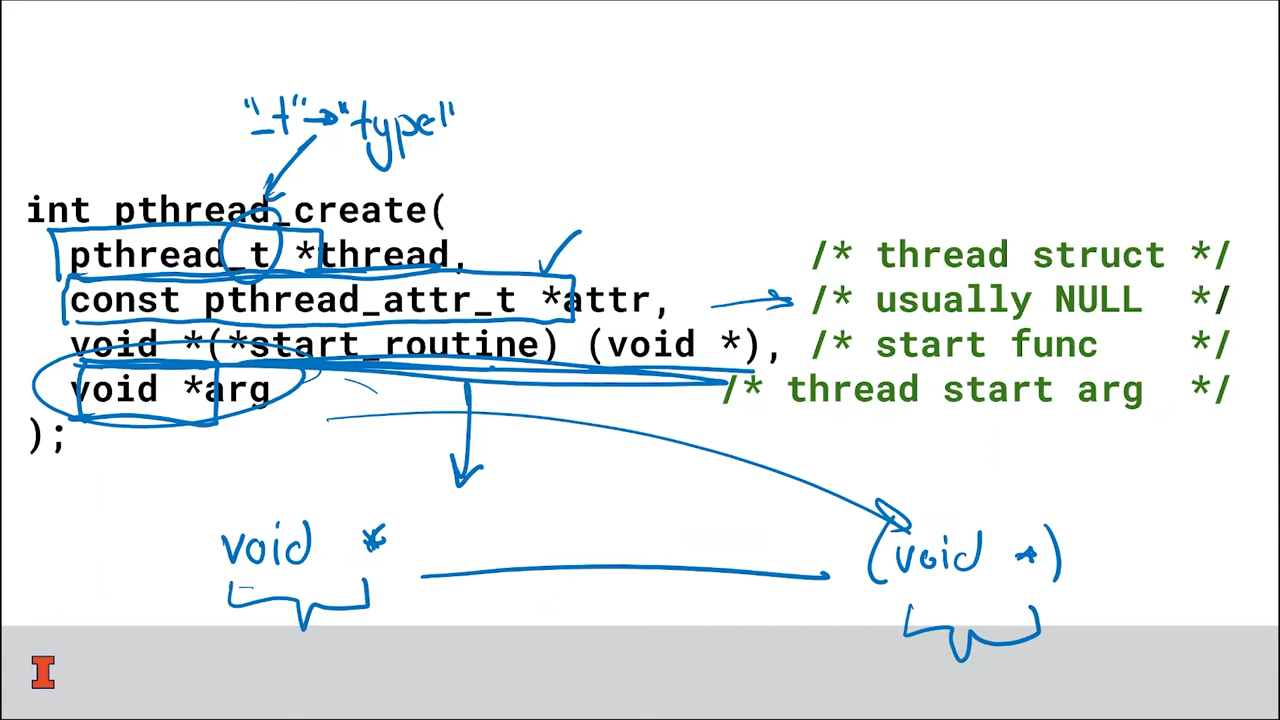 "_t" → "type"
int pthread_create(
pthread_t *thread, /* thread struct */
const pthread_attr_t *attr, /* usually NULL */
void *(*start_routine) (void *), /* start func */
void *arg /* thread start arg */
);
void * (void *)
I